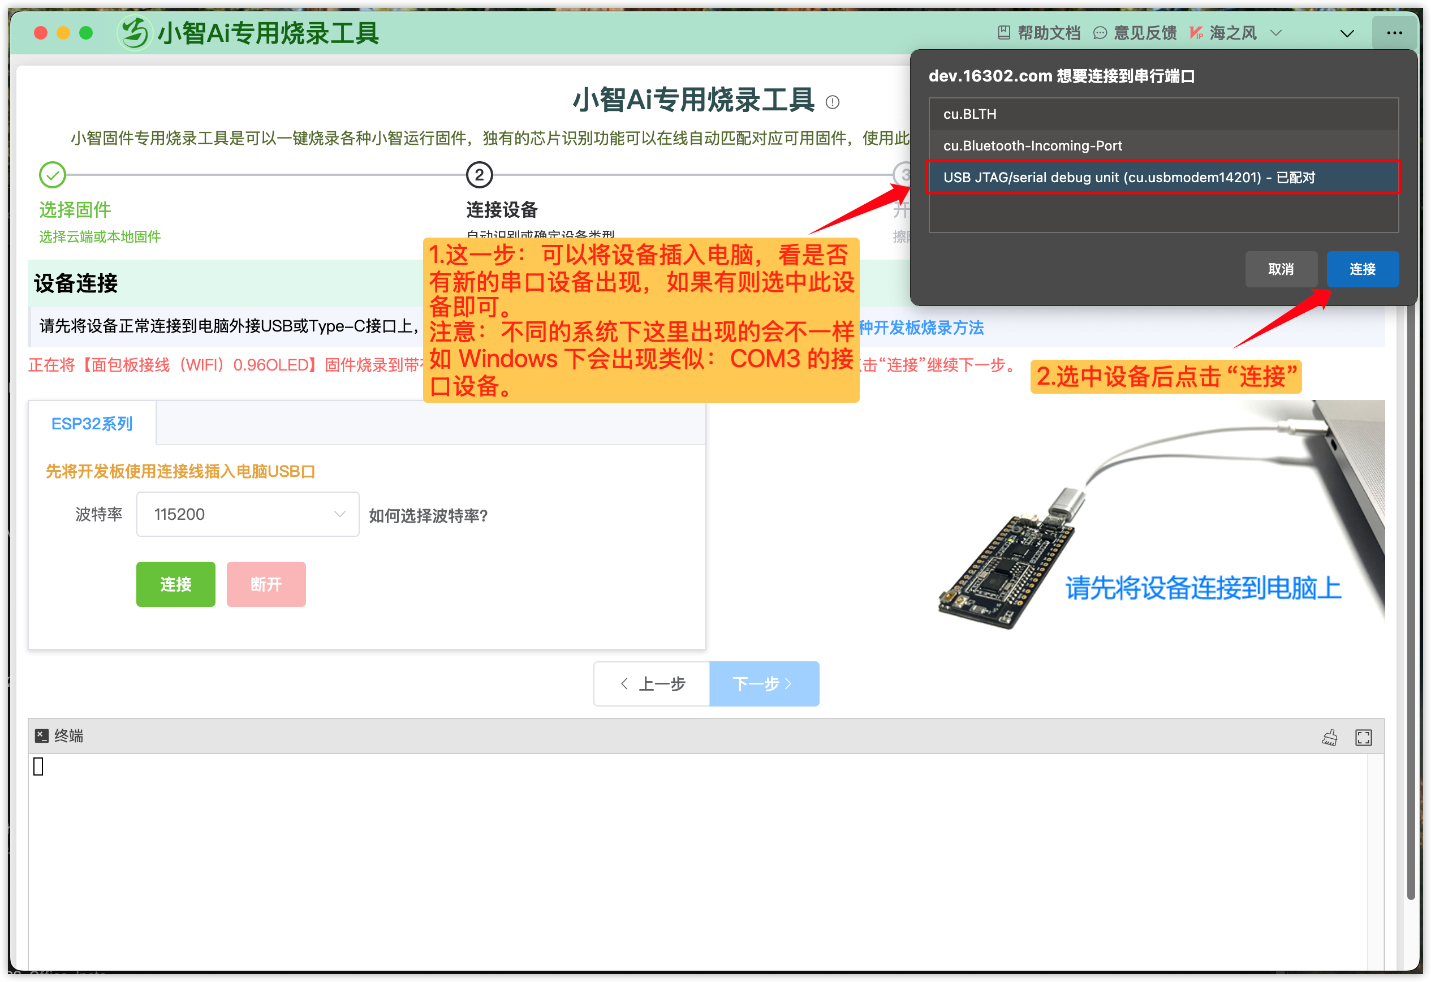 小智Ai专用烧录工具
帮助文档
意见反馈
海之风
小智Ai专用烧录工具
小智固件专用烧录工具是可以一键烧录各种小智运行固件，独有的芯片识别功能可以在线自动匹配对应可用固件，使用此
2
3
选择固件
选择云端或本地固件
连接设备
自动识别或确定设备类型
开
擦
dev.16302.com 想要连接到串行端口
cu.BLTH
cu.Bluetooth-Incoming-Port
USB JTAG/serial debug unit (cu.usbmodem14201) - 已配对
取消
连接
1.这一步：可以将设备插入电脑，看是否
有新的串口设备出现，如果有则选中此设
备即可。
注意：不同的系统下这里出现的会不一样
如 Windows 下会出现类似：COM3 的接
口设备。
2.选中设备后点击 “连接”
设备连接
请先将设备正常连接到电脑外接USB或Type-C接口上，
种开发板烧录方法
正在将【面包板接线（WIFI）0.96OLED】固件烧录到带
击“连接”继续下一步。
ESP32系列
先将开发板使用连接线插入电脑USB口
波特率
115200
如何选择波特率?
连接
断开
请先将设备连接到电脑上
上一步
下一步
终端